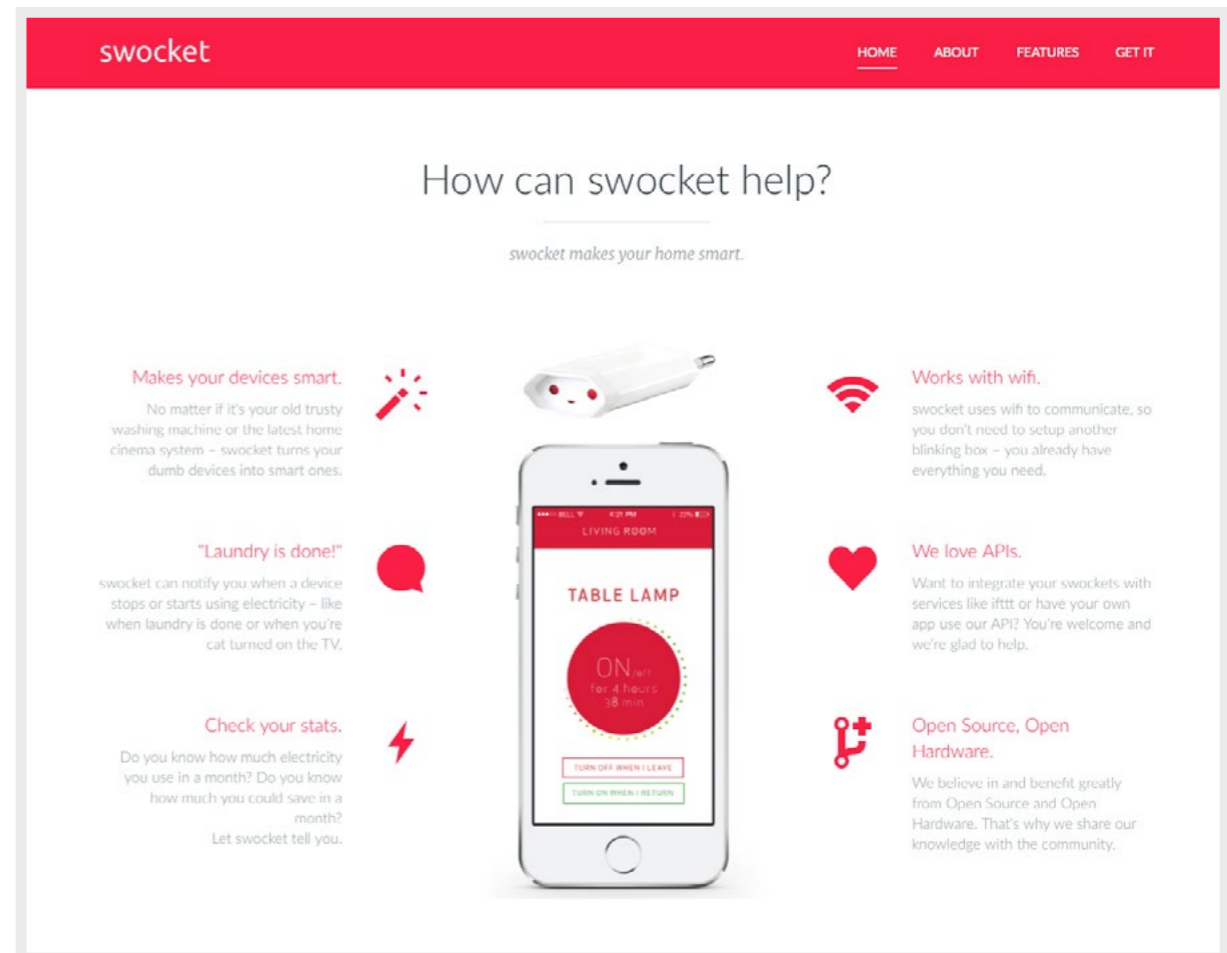 swocket
HOME
ABOUT
FEATURES
GET IT
How can swocket help?
swocket makes your home smart.
Makes your devices smart.
No matter if it's your old trusty
washing machine or the latest home
cinema system – swocket turns your
dumb devices into smart ones.
"Laundry is done!"
swocket can notify you when a device
stops or starts using electricity – like
when laundry is done or when you're
cat turned on the TV.
Check your stats.
Do you know how much electricity
you use in a month? Do you know
how much you could save in a
month?
Let swocket tell you.
BELL 4:21 PM 22%
LIVING ROOM
TABLE LAMP
ON/off
for 4 hours
38 min
TURN OFF WHEN I LEAVE
TURN ON WHEN I RETURN
Works with wifi.
swocket uses wifi to communicate, so
you don't need to setup another
blinking box – you already have
everything you need.
We love APIs.
Want to integrate your swockets with
services like ifttt or have your own
app use our API? You're welcome and
we're glad to help.
Open Source, Open
Hardware.
We believe in and benefit greatly
from Open Source and Open
Hardware. That's why we share our
knowledge with the community.